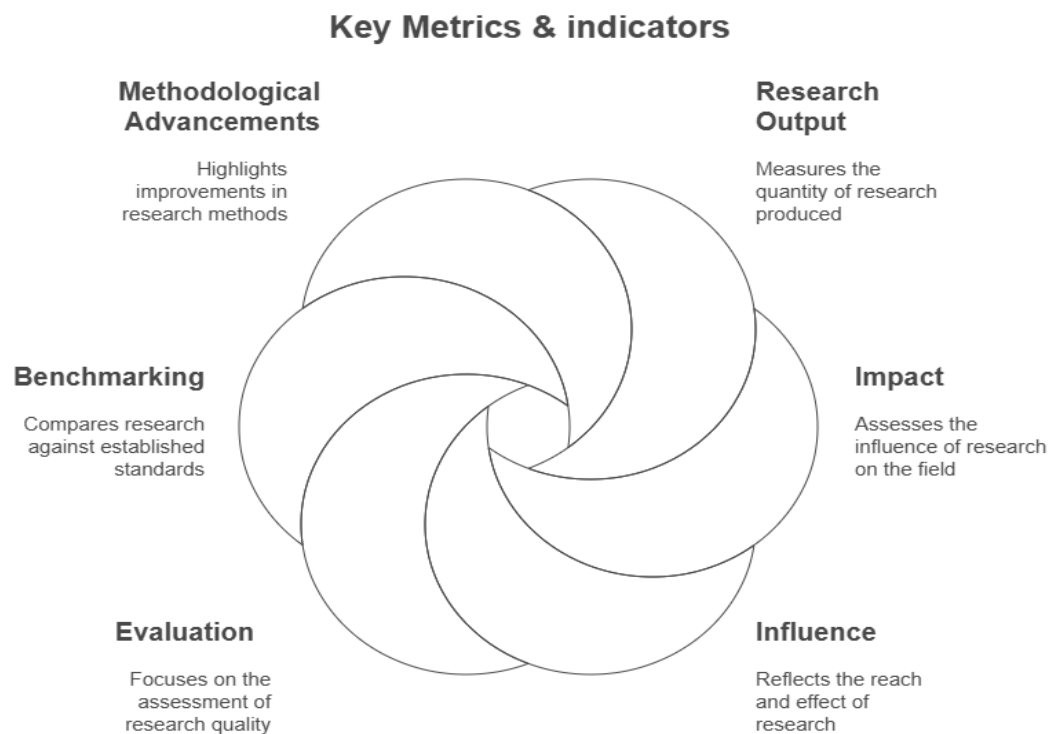 Key Metrics & indicators
Methodological
Advancements
Highlights
improvements in
research methods
Research
Output
Measures the
quantity of research
produced
Benchmarking
Compares research
against established
standards
Impact
Assesses the
influence of research
on the field
Evaluation
Focuses on the
assessment of
research quality
Influence
Reflects the reach
and effect of
research